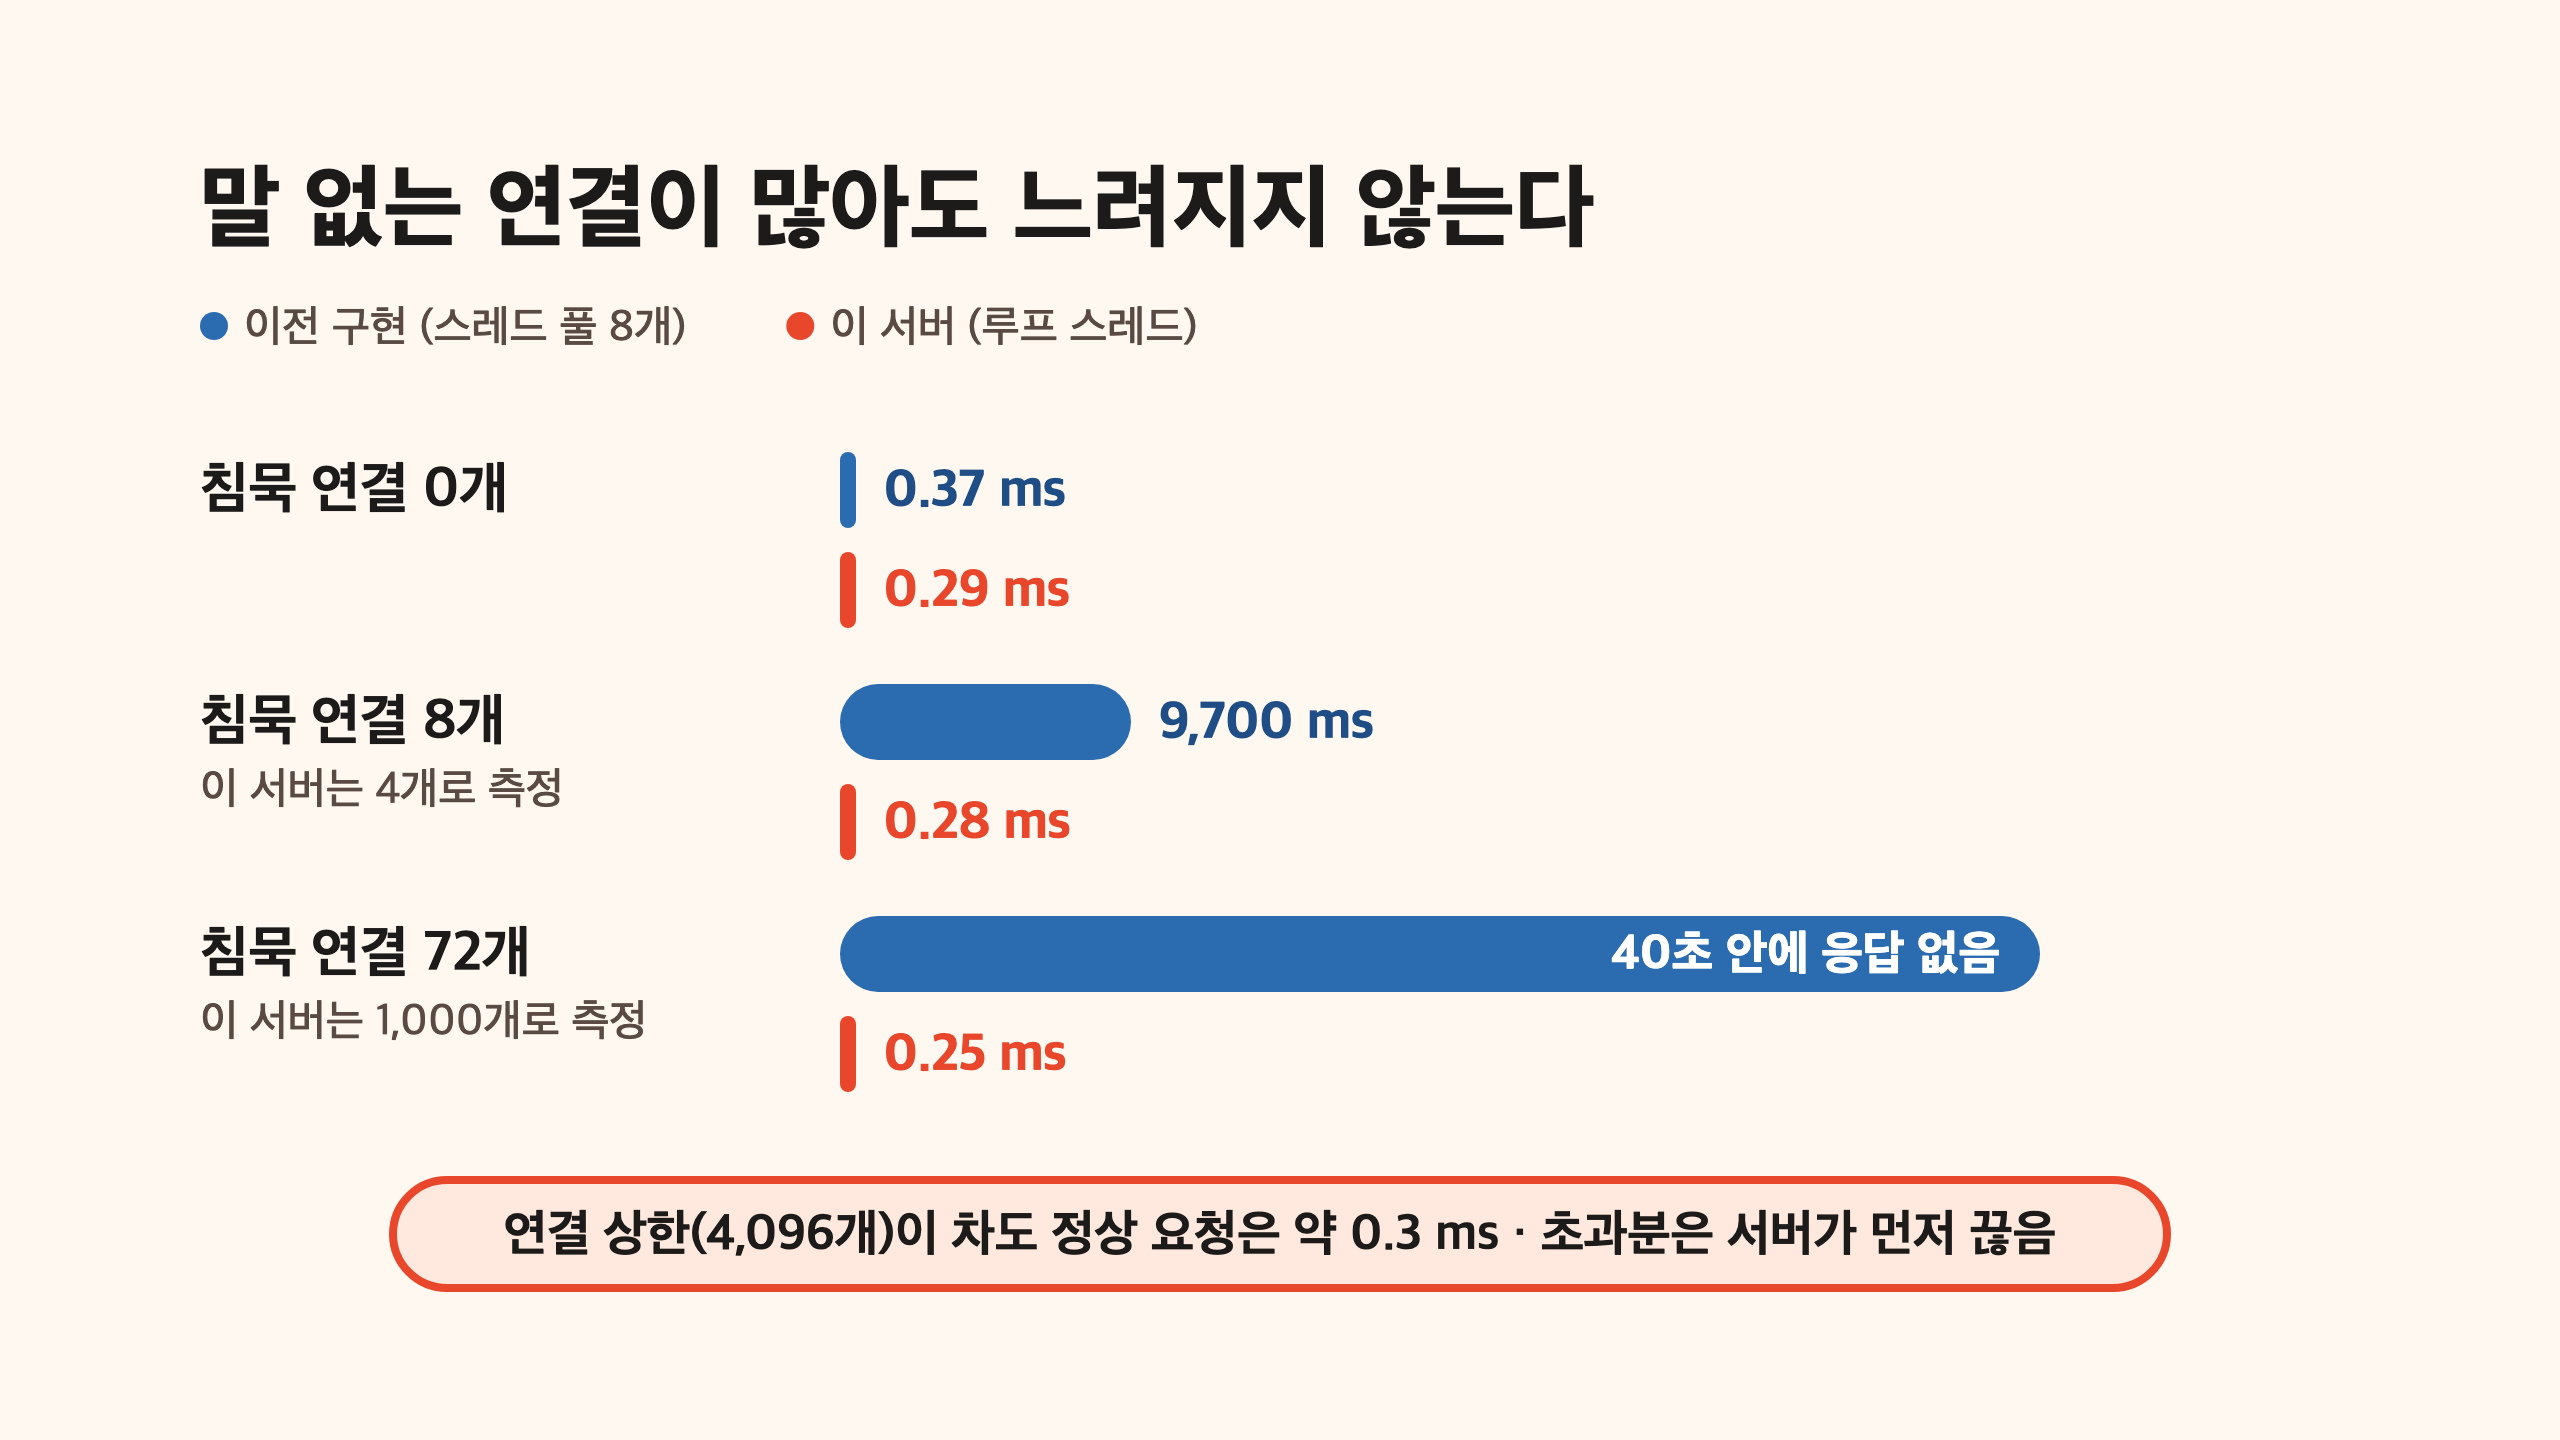 말 없는 연결이 많아도 느려지지 않는다
이전 구현 (스레드 풀 8개)
이 서버 (루프 스레드)
침묵 연결 0개
0.37 ms
0.29 ms
침묵 연결 8개
이 서버는 4개로 측정
9,700 ms
0.28 ms
침묵 연결 72개
이 서버는 1,000개로 측정
40초 안에 응답 없음
0.25 ms
연결 상한(4,096개)이 차도 정상 요청은 약 0.3 ms · 초과분은 서버가 먼저 끊음